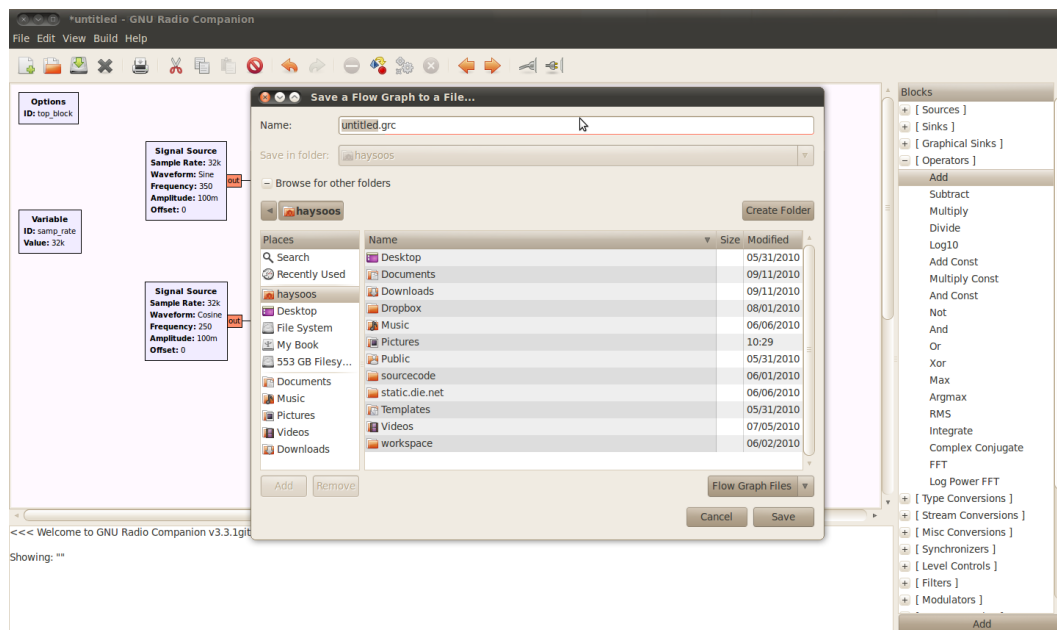 *untitled - GNU Radio Companion
File Edit View Build Help
Options
ID: top_block
Signal Source
Sample Rate: 32k
Waveform: Sine
Frequency: 350
Amplitude: 100m
Offset: 0
out
Variable
ID: samp_rate
Value: 32k
Signal Source
Sample Rate: 32k
Waveform: Cosine
Frequency: 250
Amplitude: 100m
Offset: 0
out
Save a Flow Graph to a File...
Name: untitled.grc
Save in folder: haysoos
Browse for other folders
haysoos
Create Folder
Places
Search
Recently Used
haysoos
Desktop
File System
My Book
553 GB Filesy...
Documents
Music
Pictures
Videos
Downloads
Name Size Modified
Desktop 05/31/2010
Documents 09/11/2010
Downloads 09/11/2010
Dropbox 08/01/2010
Music 06/06/2010
Pictures 10:29
Public 05/31/2010
sourcecode 06/01/2010
static.die.net 06/06/2010
Templates 05/31/2010
Videos 07/05/2010
workspace 06/02/2010
Add Remove
Flow Graph Files
Cancel Save
<<< Welcome to GNU Radio Companion v3.3.1git
Showing: ""
Blocks
[ Sources ]
[ Sinks ]
[ Graphical Sinks ]
[ Operators ]
Add
Subtract
Multiply
Divide
Log10
Add Const
Multiply Const
And Const
Not
And
Or
Xor
Max
Argmax
RMS
Integrate
Complex Conjugate
FFT
Log Power FFT
[ Type Conversions ]
[ Stream Conversions ]
[ Misc Conversions ]
[ Synchronizers ]
[ Level Controls ]
[ Filters ]
[ Modulators ]
Add